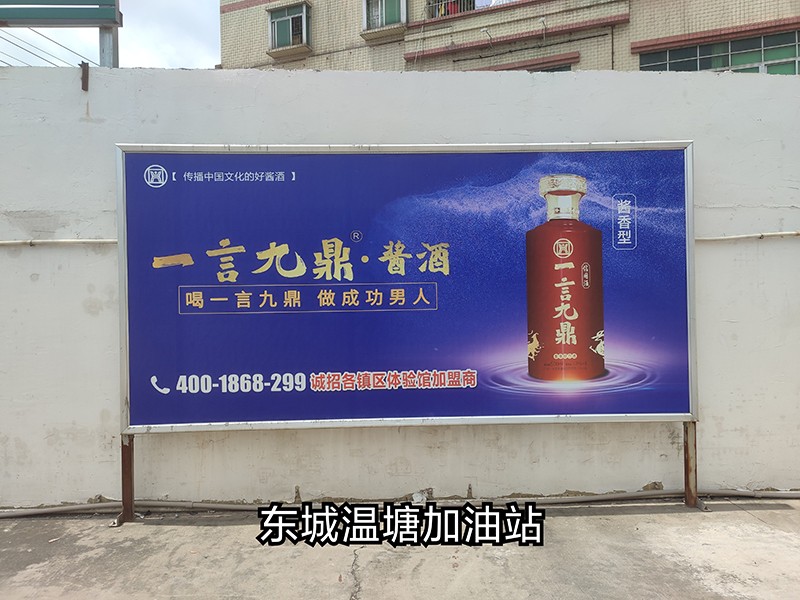 【 传播中国文化的好酱酒 】
一言九鼎®·酱酒
喝一言九鼎 做成功男人
400-1868-299 诚招各镇区体验馆加盟商
酱香型
一言九鼎
东城温塘加油站